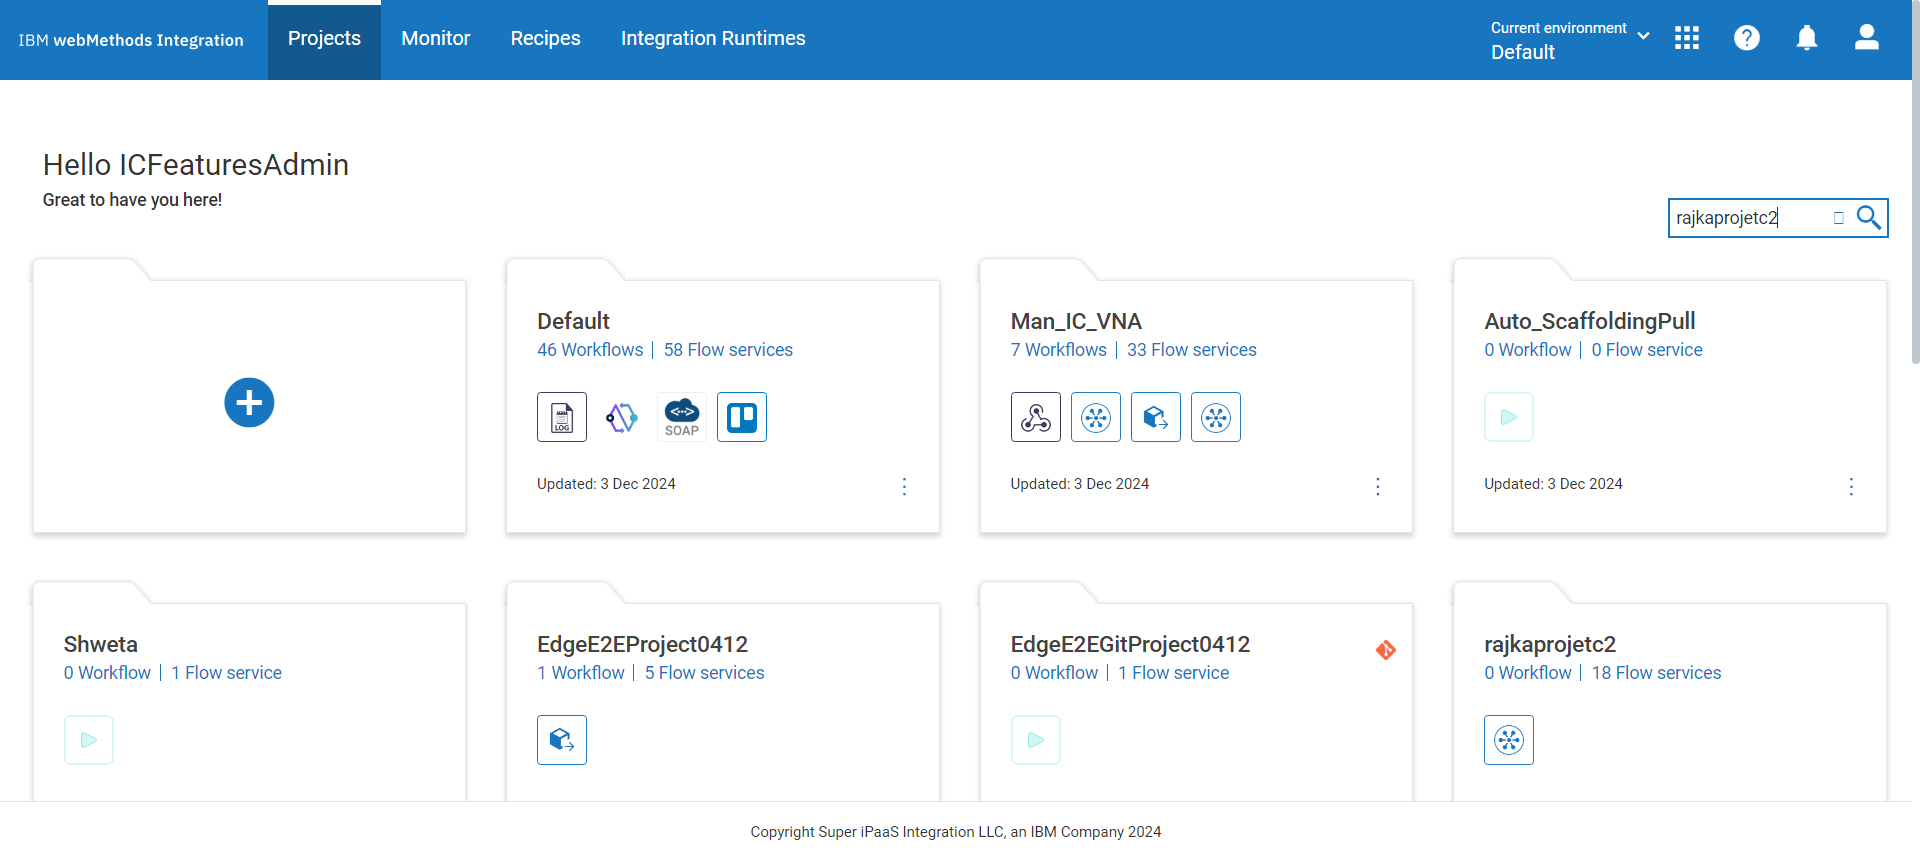 IBM webMethods Integration
Projects
Monitor
Recipes
Integration Runtimes
Current environment
Default
Hello ICFeaturesAdmin
Great to have you here!
rajkaprojetc2
Default
46 Workflows | 58 Flow services
LOG
SOAP
Updated: 3 Dec 2024
Man_IC_VNA
7 Workflows | 33 Flow services
Updated: 3 Dec 2024
Auto_ScaffoldingPull
0 Workflow | 0 Flow service
Updated: 3 Dec 2024
Shweta
0 Workflow | 1 Flow service
EdgeE2EProject0412
1 Workflow | 5 Flow services
EdgeE2EGitProject0412
0 Workflow | 1 Flow service
rajkaprojetc2
0 Workflow | 18 Flow services
Copyright Super iPaaS Integration LLC, an IBM Company 2024